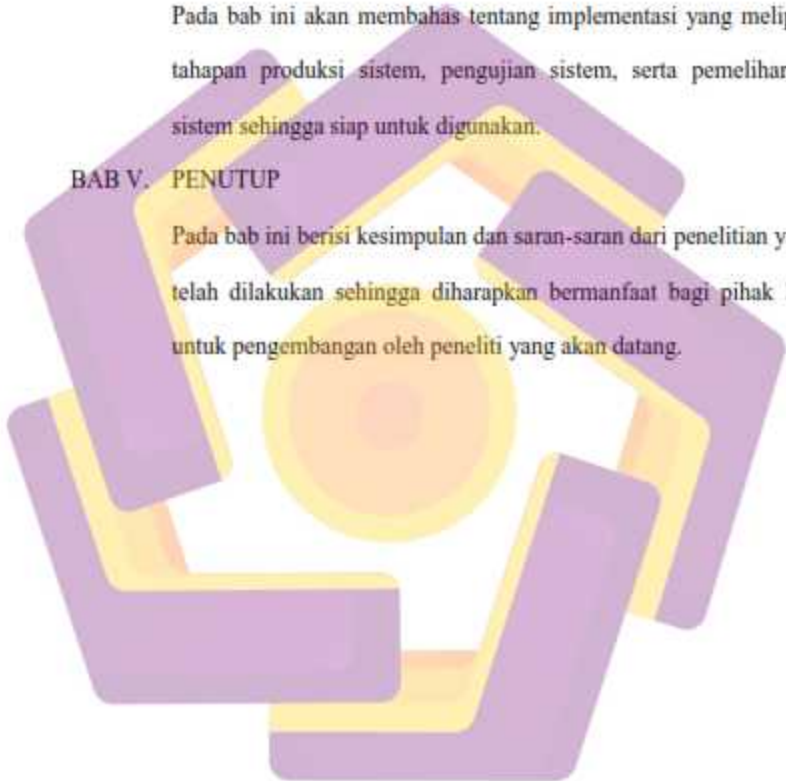 Pada bab ini akan membahas tentang implementasi yang melip
tahapan produksi sistem, pengujian sistem, serta pemelihar
sistem sehingga siap untuk digunakan.
BAB V. PENUTUP
Pada bab ini berisi kesimpulan dan saran-saran dari penelitian y
telah dilakukan sehingga diharapkan bermanfaat bagi pihak
untuk pengembangan oleh peneliti yang akan datang.